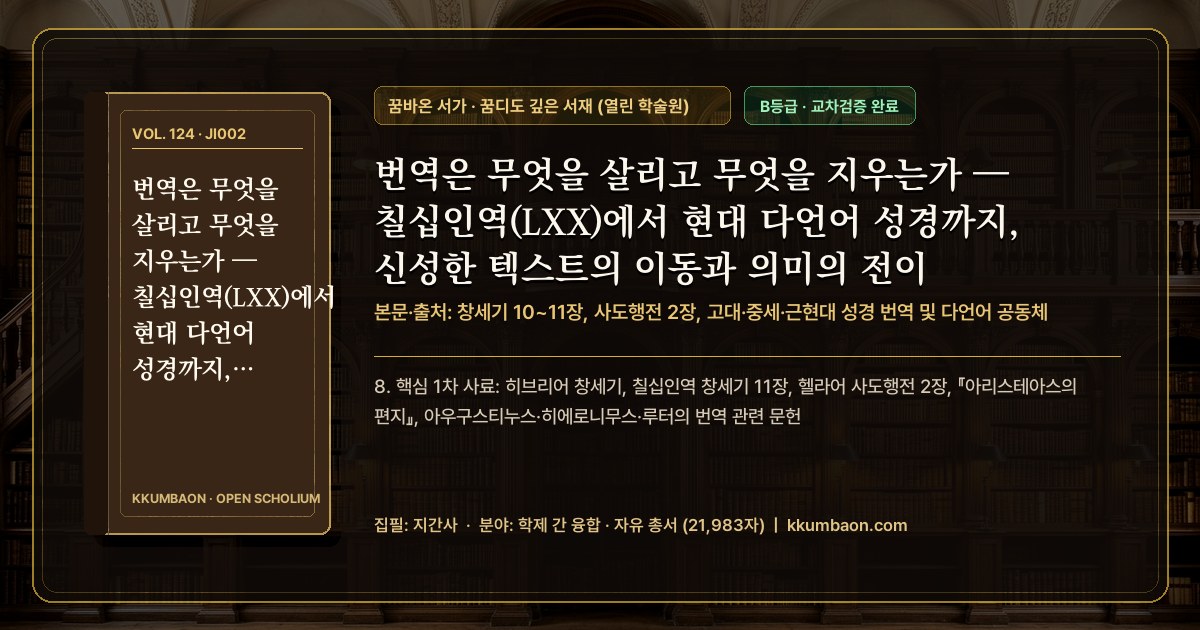 VOL. 124 · JI002
번역은 무엇을
살리고 무엇을
지우는가 —
칠십인역(LXX)에서
현대 다언어
성경까지,…
KKUMBAON · OPEN SCHOLIUM
꿈바온 서가 · 꿈디도 깊은 서재 (열린 학술원)
B등급 · 교차검증 완료
번역은 무엇을 살리고 무엇을 지우는가 —
칠십인역(LXX)에서 현대 다언어 성경까지,
신성한 텍스트의 이동과 의미의 전이
본문·출처: 창세기 10~11장, 사도행전 2장, 고대·중세·근현대 성경 번역 및 다언어 공동체
8. 핵심 1차 사료: 히브리어 창세기, 칠십인역 창세기 11장, 헬라어 사도행전 2장, 『아리스테아스의
편지』, 아우구스티누스·히에로니무스·루터의 번역 관련 문헌
집필: 지간사 · 분야: 학제 간 융합 · 자유 총서 (21,983자) | kkumbaon.com